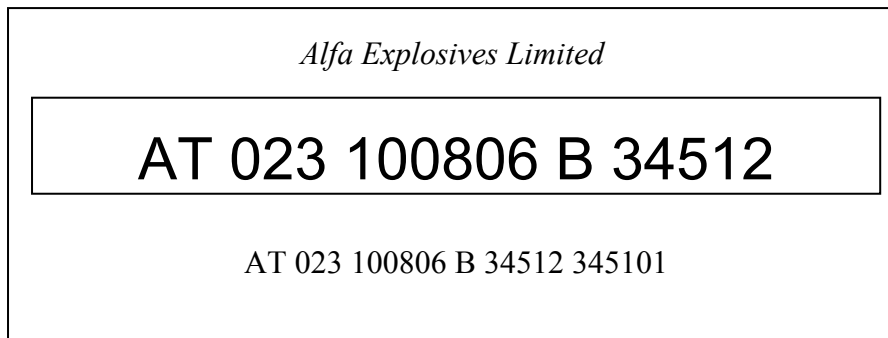 Alfa Explosives Limited
AT 023 100806 B 34512
AT 023 100806 B 34512 345101